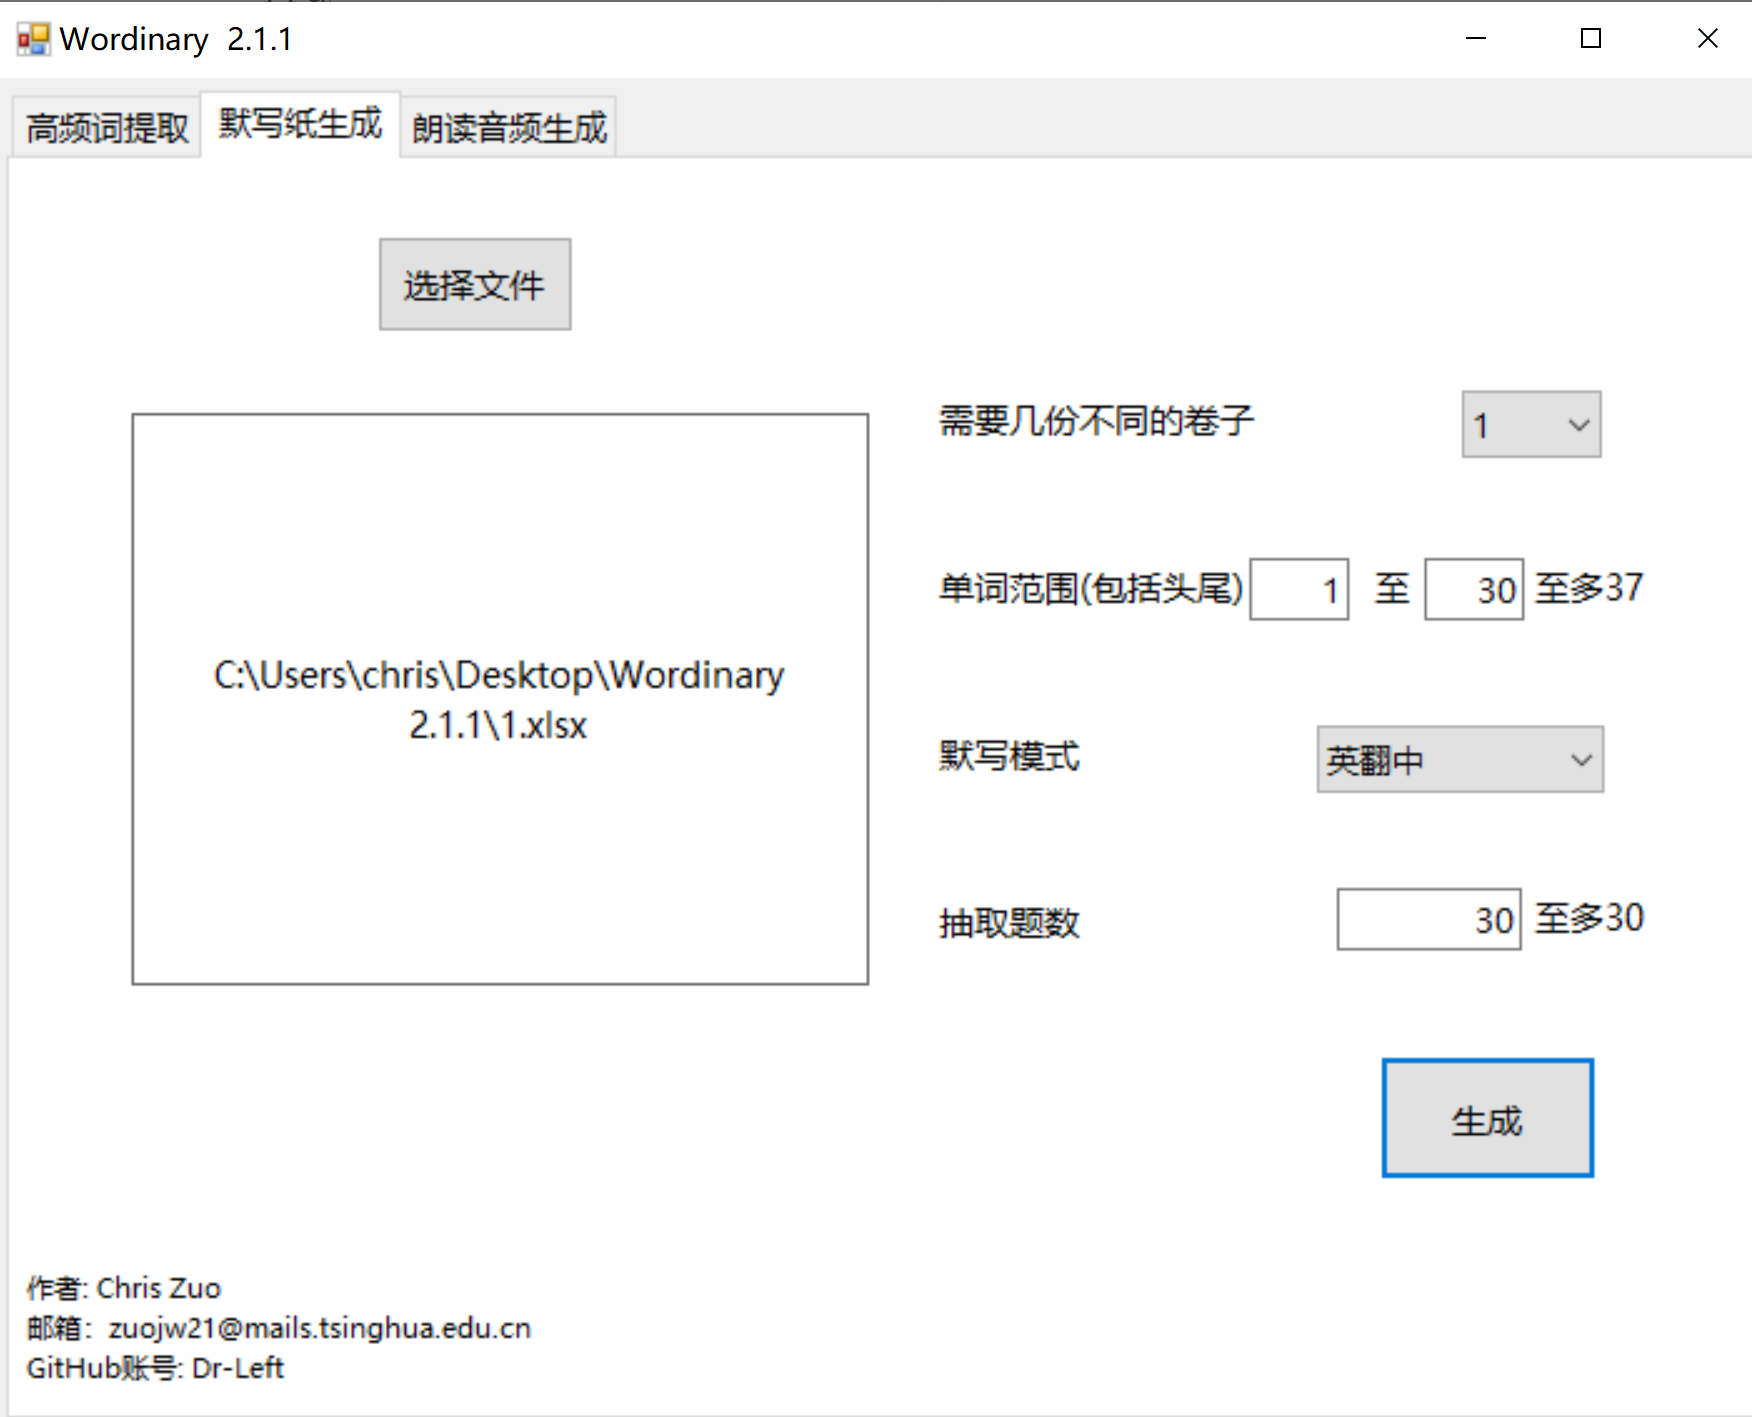 Wordinary  2.1.1
高频词提取 默写纸生成 朗读音频生成
选择文件
C:\Users\chris\Desktop\Wordinary
2.1.1\1.xlsx
需要几份不同的卷子 1
单词范围(包括头尾) 1 至 30 至多37
默写模式 英翻中
抽取题数 30 至多30
生成
作者: Chris Zuo
邮箱：zuojw21@mails.tsinghua.edu.cn
GitHub账号: Dr-Left